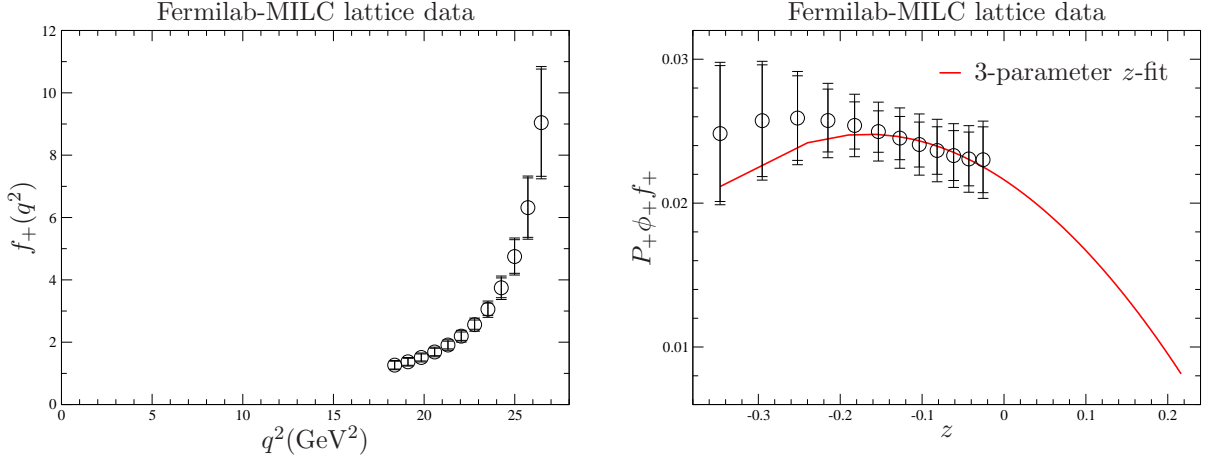 Fermilab-MILC lattice data
12
10
8
6
4
2
0
f₊(q²)
0 5 10 15 20 25
q²(GeV²)
Fermilab-MILC lattice data
3-parameter z-fit
0.03
0.02
0.01
P₊ϕ₊f₊
-0.3 -0.2 -0.1 0 0.1 0.2
z